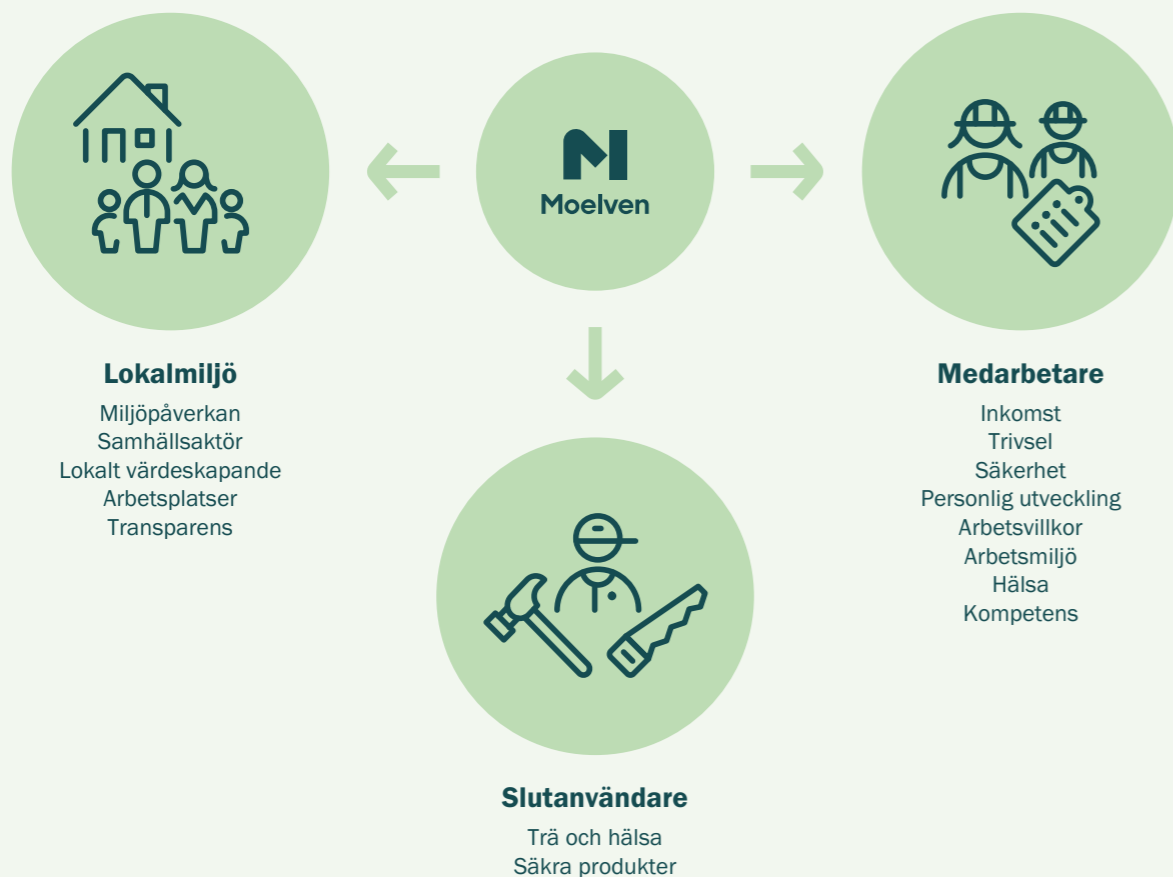 Moelven
Lokalmiljö
Miljöpåverkan
Samhällsaktör
Lokalt värdeskapande
Arbetsplatser
Transparens
Medarbetare
Inkomst
Trivsel
Säkerhet
Personlig utveckling
Arbetsvillkor
Arbetsmiljö
Hälsa
Kompetens
Slutanvändare
Trä och hälsa
Säkra produkter